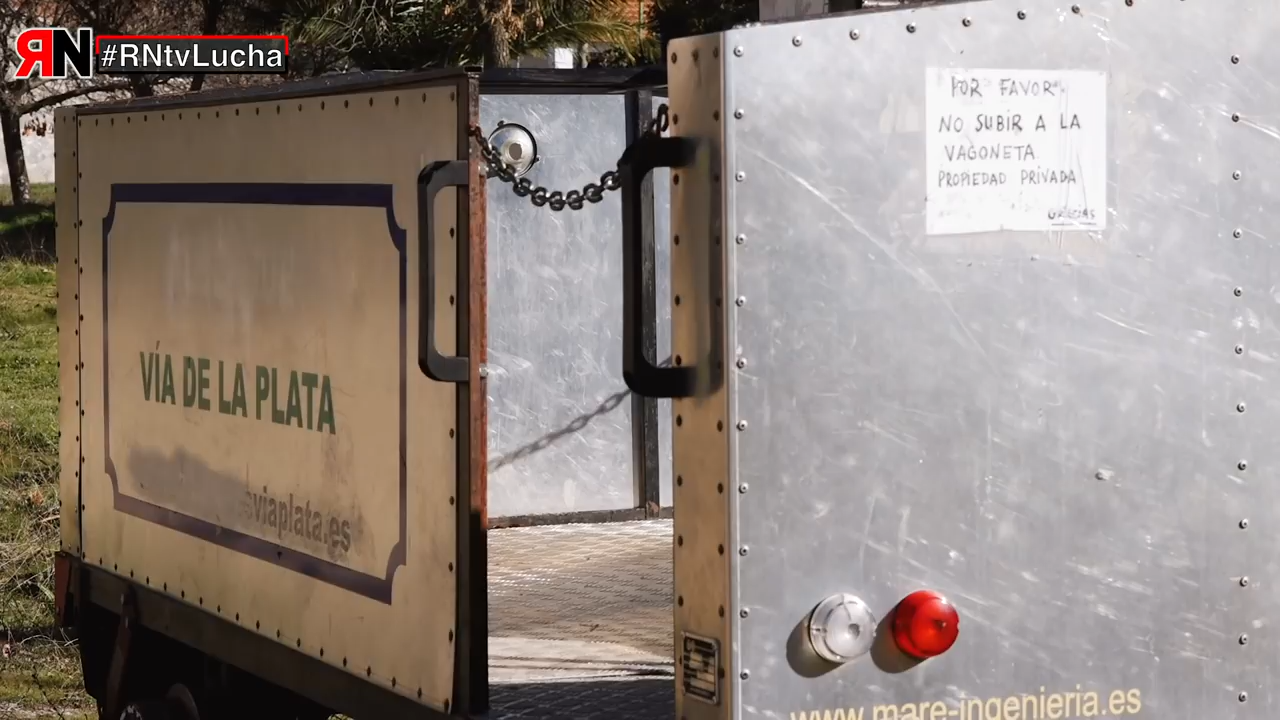 RN #RNtvLucha
POR FAVOR
NO SUBIR A LA
VAGONETA
PROPIEDAD PRIVADA
GRACIAS
VÍA DE LA PLATA
viaplata.es
www.mare-ingenieria.es